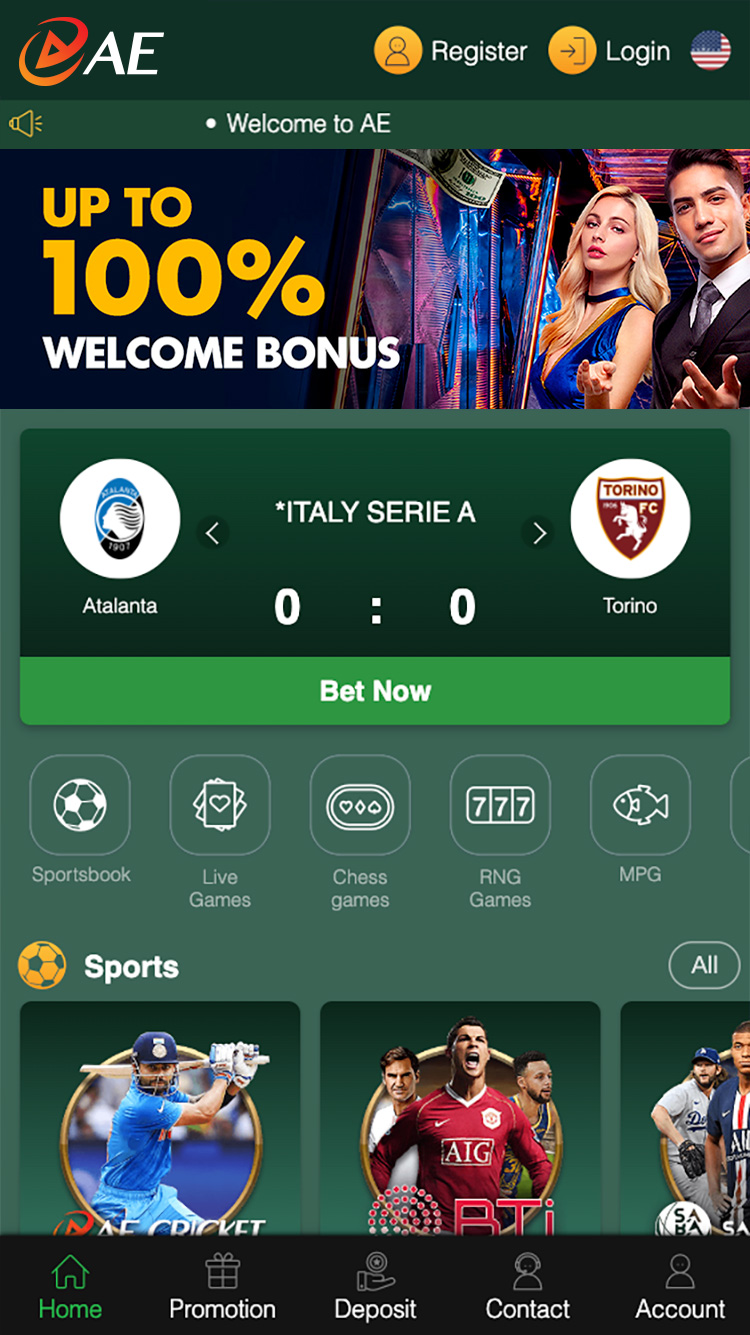 AE
Register
Login
• Welcome to AE
UP TO
100%
WELCOME BONUS
ATALANTA
1907
*ITALY SERIE A
TORINO
1906 FC
Atalanta
0 : 0
Torino
Bet Now
777
Sportsbook
Live
Games
Chess
games
RNG
Games
MPG
Sports
All
AIG
AE CRICKET
BTi
SABA
Home
Promotion
Deposit
Contact
Account